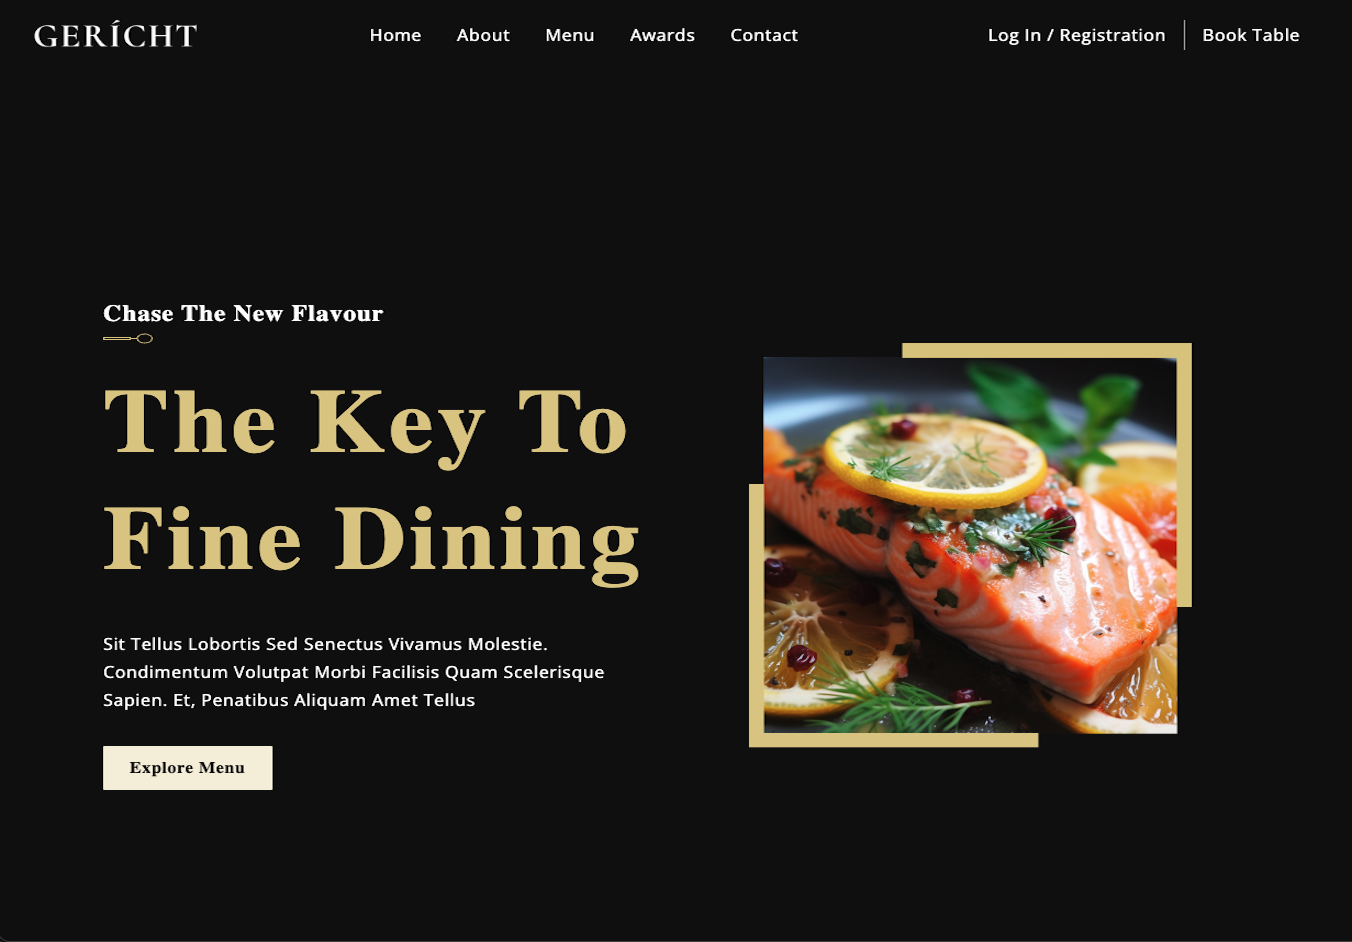 GERÍCHT
Home About Menu Awards Contact
Log In / Registration Book Table
Chase The New Flavour
The Key To
Fine Dining
Sit Tellus Lobortis Sed Senectus Vivamus Molestie.
Condimentum Volutpat Morbi Facilisis Quam Scelerisque
Sapien. Et, Penatibus Aliquam Amet Tellus
Explore Menu